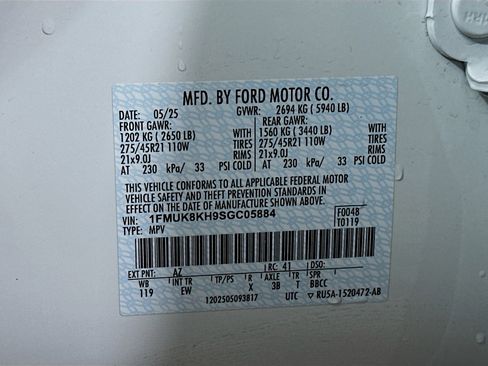 MFD. BY FORD MOTOR CO.
DATE: 05/25 GVWR: 2694 KG ( 5940 LB)
FRONT GAWR: REAR GAWR:
1202 KG ( 2650 LB) WITH 1560 KG ( 3440 LB) WITH
275/45R21 110W TIRES 275/45R21 110W TIRES
21x9.0J RIMS 21x9.0J RIMS
AT 230 kPa/ 33 PSI COLD AT 230 kPa/ 33 PSI COLD
THIS VEHICLE CONFORMS TO ALL APPLICABLE FEDERAL MOTOR
VEHICLE SAFETY AND THEFT PREVENTION STANDARDS IN
EFFECT ON THE DATE OF MANUFACTURE SHOWN ABOVE.
VIN: 1FMUK8KH9SGC05884 F0048
TYPE: MPV T0119
EXT PNT: AZ RC: 41 DSO:
WB INT TR TP/PS R AXLE TR SPR
119 EW X 3B T BBCC
1202505093817 UTC ▽ RU5A-1520472-AB